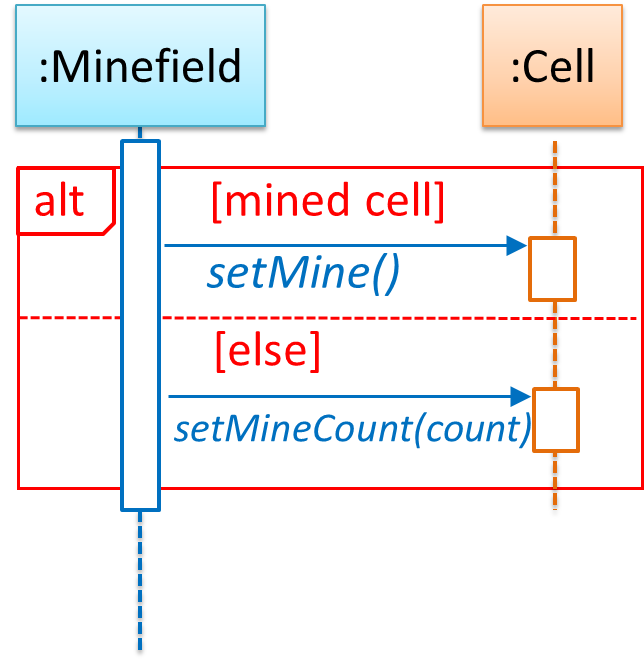 :Minefield
:Cell
alt
[mined cell]
setMine()
[else]
setMineCount(count)